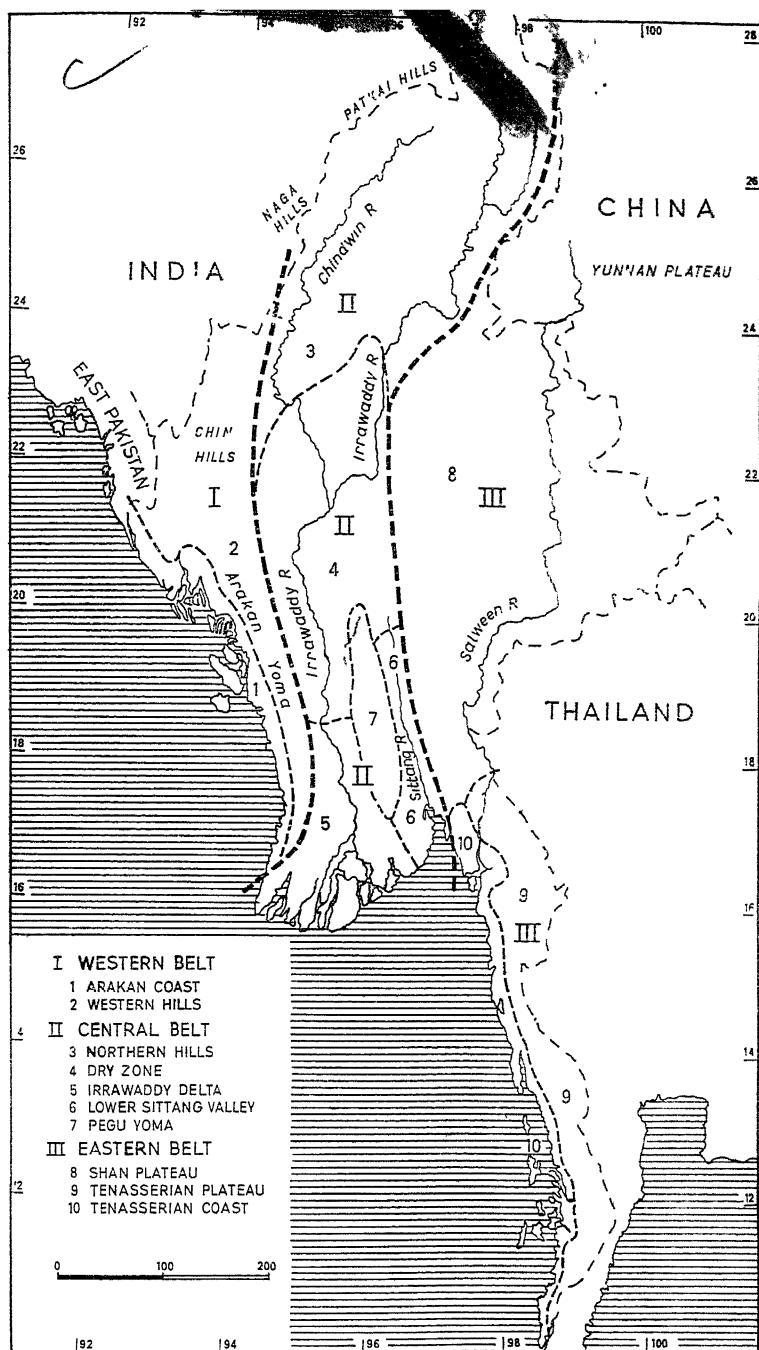 92 94 96 98 100 28
PATKAI HILLS
26 26
NAGA
HILLS
Chindwin R
CHINA
INDIA
YUNNAN PLATEAU
II
24 24
3
Irrawaddy R
EAST PAKISTAN
CHIN
HILLS
22 22
8 III
I
II
2 4
Arakan
Yoma
Irrawaddy R
20 20
Salween R
6
1
7
THAILAND
18 18
II
Sittang R
5 6
10
16 16
9
III
I WESTERN BELT
1 ARAKAN COAST
2 WESTERN HILLS
II CENTRAL BELT
3 NORTHERN HILLS
4 DRY ZONE
5 IRRAWADDY DELTA
6 LOWER SITTANG VALLEY
7 PEGU YOMA
III EASTERN BELT
8 SHAN PLATEAU
9 TENASSERIAN PLATEAU
10 TENASSERIAN COAST
14
9
10
12 12
0 100 200
92 94 96 98 100